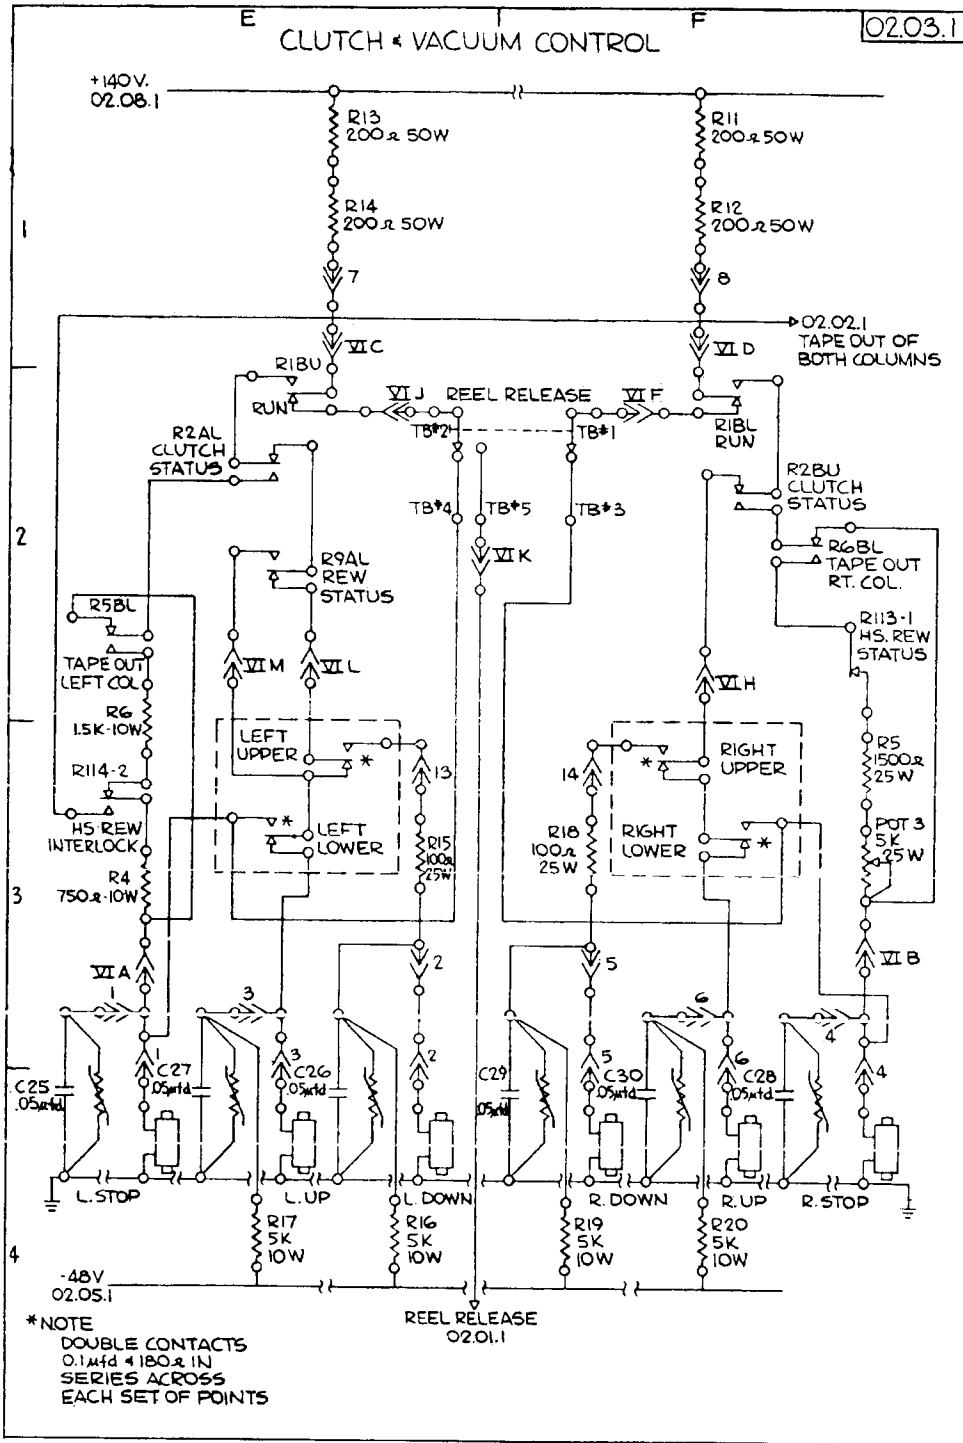 E
F
02.03.1
CLUTCH & VACUUM CONTROL
+140V.
02.08.1
R13
200Ω 50W
R11
200Ω 50W
1
R14
200Ω 50W
R12
200Ω 50W
7
8
02.02.1
TAPE OUT OF
BOTH COLUMNS
VI C
VI D
R1BU
RUN
VI J
REEL RELEASE
VI F
R1BL
RUN
TB#2
TB#1
R2AL
CLUTCH
STATUS
R2BU
CLUTCH
STATUS
TB#4
TB#5
TB#3
2
VI K
R9AL
REW
STATUS
R6BL
TAPE OUT
RT. COL.
R5BL
R113-1
HS. REW
STATUS
TAPE OUT
LEFT COL
VI M
VI L
VI H
R6
1.5K-10W
LEFT
UPPER
*
RIGHT
UPPER
*
R5
1500Ω
25W
R114-2
13
14
HS. REW
INTERLOCK
*
LEFT
LOWER
R15
100Ω
25W
R18
100Ω
25W
RIGHT
LOWER
*
POT 3
5K
25W
3
R4
750Ω-10W
VI A
VI B
1
3
2
5
6
4
1
3
2
5
6
4
C25
.05µfd
C27
.05µfd
C26
.05µfd
C29
.05µfd
C30
.05µfd
C28
.05µfd
L. STOP
L. UP
L. DOWN
R. DOWN
R. UP
R. STOP
4
R17
5K
10W
R16
5K
10W
R19
5K
10W
R20
5K
10W
-48V
02.05.1
REEL RELEASE
02.01.1
*NOTE
DOUBLE CONTACTS
0.1µfd & 180Ω IN
SERIES ACROSS
EACH SET OF POINTS